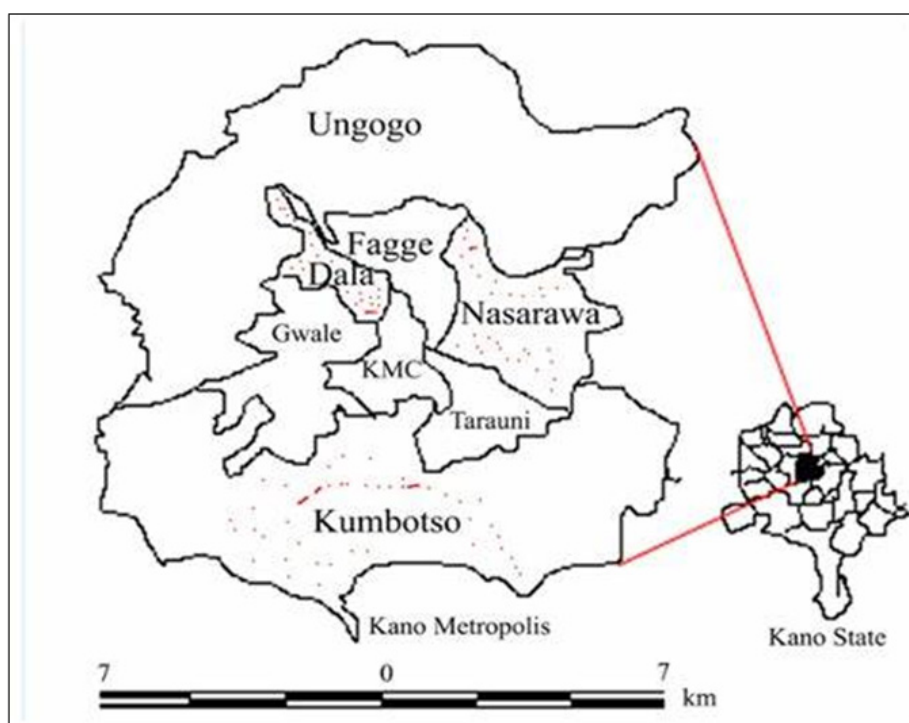 Ungogo
Fagge
Dala
Nasarawa
Gwale
KMC
Tarauni
Kumbotso
Kano Metropolis
Kano State
7 0 7
km